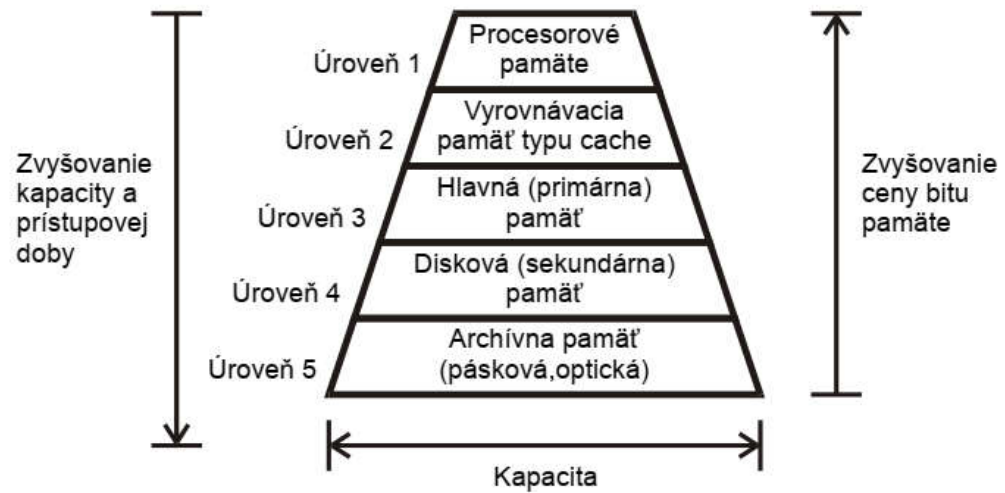 Procesorové
pamäte
Úroveň 1
Vyrovnávacia
pamäť typu cache
Úroveň 2
Hlavná (primárna)
pamäť
Úroveň 3
Disková (sekundárna)
pamäť
Úroveň 4
Archívna pamäť
(pásková,optická)
Úroveň 5
Zvyšovanie
kapacity a
prístupovej
doby
Zvyšovanie
ceny bitu
pamäte
Kapacita